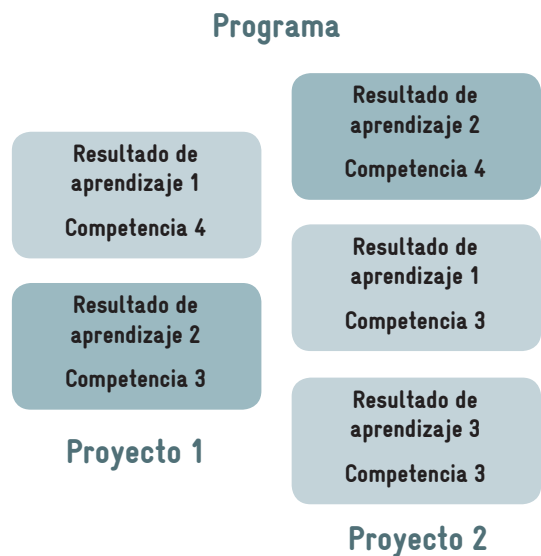 Programa
Resultado de
aprendizaje 1
Competencia 4
Resultado de
aprendizaje 2
Competencia 3
Proyecto 1
Resultado de
aprendizaje 2
Competencia 4
Resultado de
aprendizaje 1
Competencia 3
Resultado de
aprendizaje 3
Competencia 3
Proyecto 2